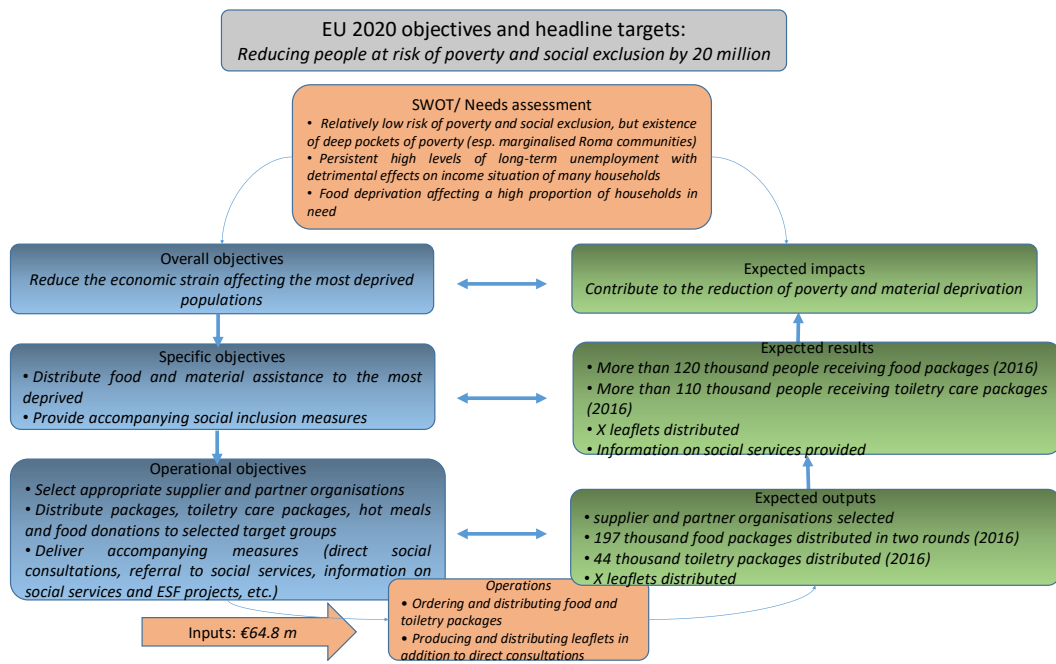 EU 2020 objectives and headline targets:
Reducing people at risk of poverty and social exclusion by 20 million
SWOT/ Needs assessment
• Relatively low risk of poverty and social exclusion, but existence
of deep pockets of poverty (esp. marginalised Roma communities)
• Persistent high levels of long-term unemployment with
detrimental effects on income situation of many households
• Food deprivation affecting a high proportion of households in
need
Overall objectives
Reduce the economic strain affecting the most deprived
populations
Expected impacts
Contribute to the reduction of poverty and material deprivation
Specific objectives
• Distribute food and material assistance to the most
deprived
• Provide accompanying social inclusion measures
Expected results
• More than 120 thousand people receiving food packages (2016)
• More than 110 thousand people receiving toiletry care packages
(2016)
• X leaflets distributed
• Information on social services provided
Operational objectives
• Select appropriate supplier and partner organisations
• Distribute packages, toiletry care packages, hot meals
and food donations to selected target groups
• Deliver accompanying measures (direct social
consultations, referral to social services, information on
social services and ESF projects, etc.)
Expected outputs
• supplier and partner organisations selected
• 197 thousand food packages distributed in two rounds (2016)
• 44 thousand toiletry packages distributed (2016)
• X leaflets distributed
Inputs: €64.8 m
Operations
• Ordering and distributing food and
toiletry packages
• Producing and distributing leaflets in
addition to direct consultations